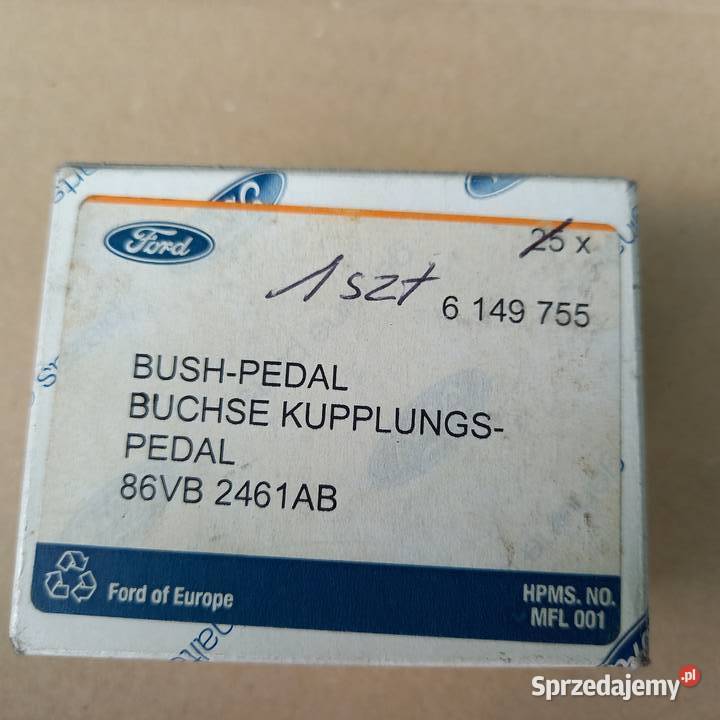 Ford
25 x
1 szt
6 149 755
BUSH-PEDAL
BUCHSE KUPPLUNGS-
PEDAL
86VB 2461AB
Ford of Europe
HPMS. NO.
MFL 001
Sprzedajemy.pl